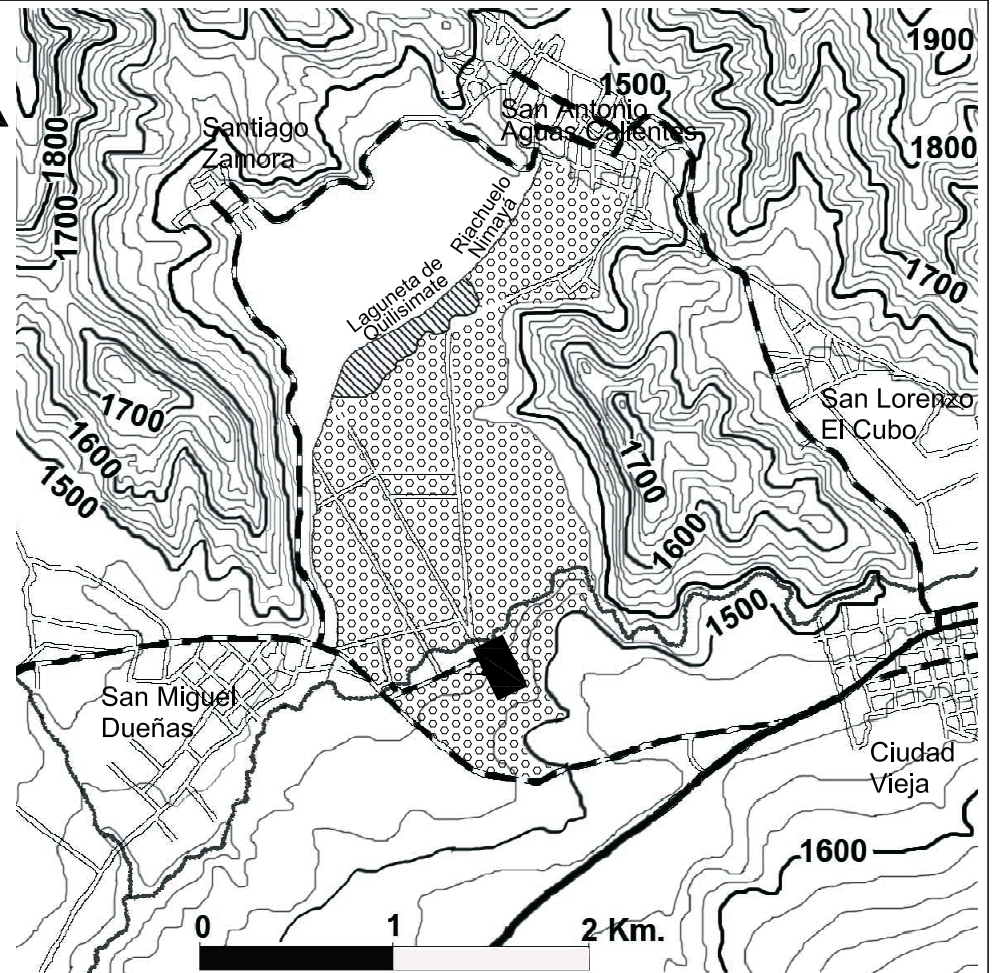 1900
1500
San Antonio
Aguas Calientes
Santiago
Zamora
1800
1700
1800
Riachuelo
Nimayá
1700
Laguneta de
Quilisimate
San Lorenzo
El Cubo
1700
1600
1500
1700
1600
1500
San Miguel
Dueñas
Ciudad
Vieja
1600
0 1 2 Km.